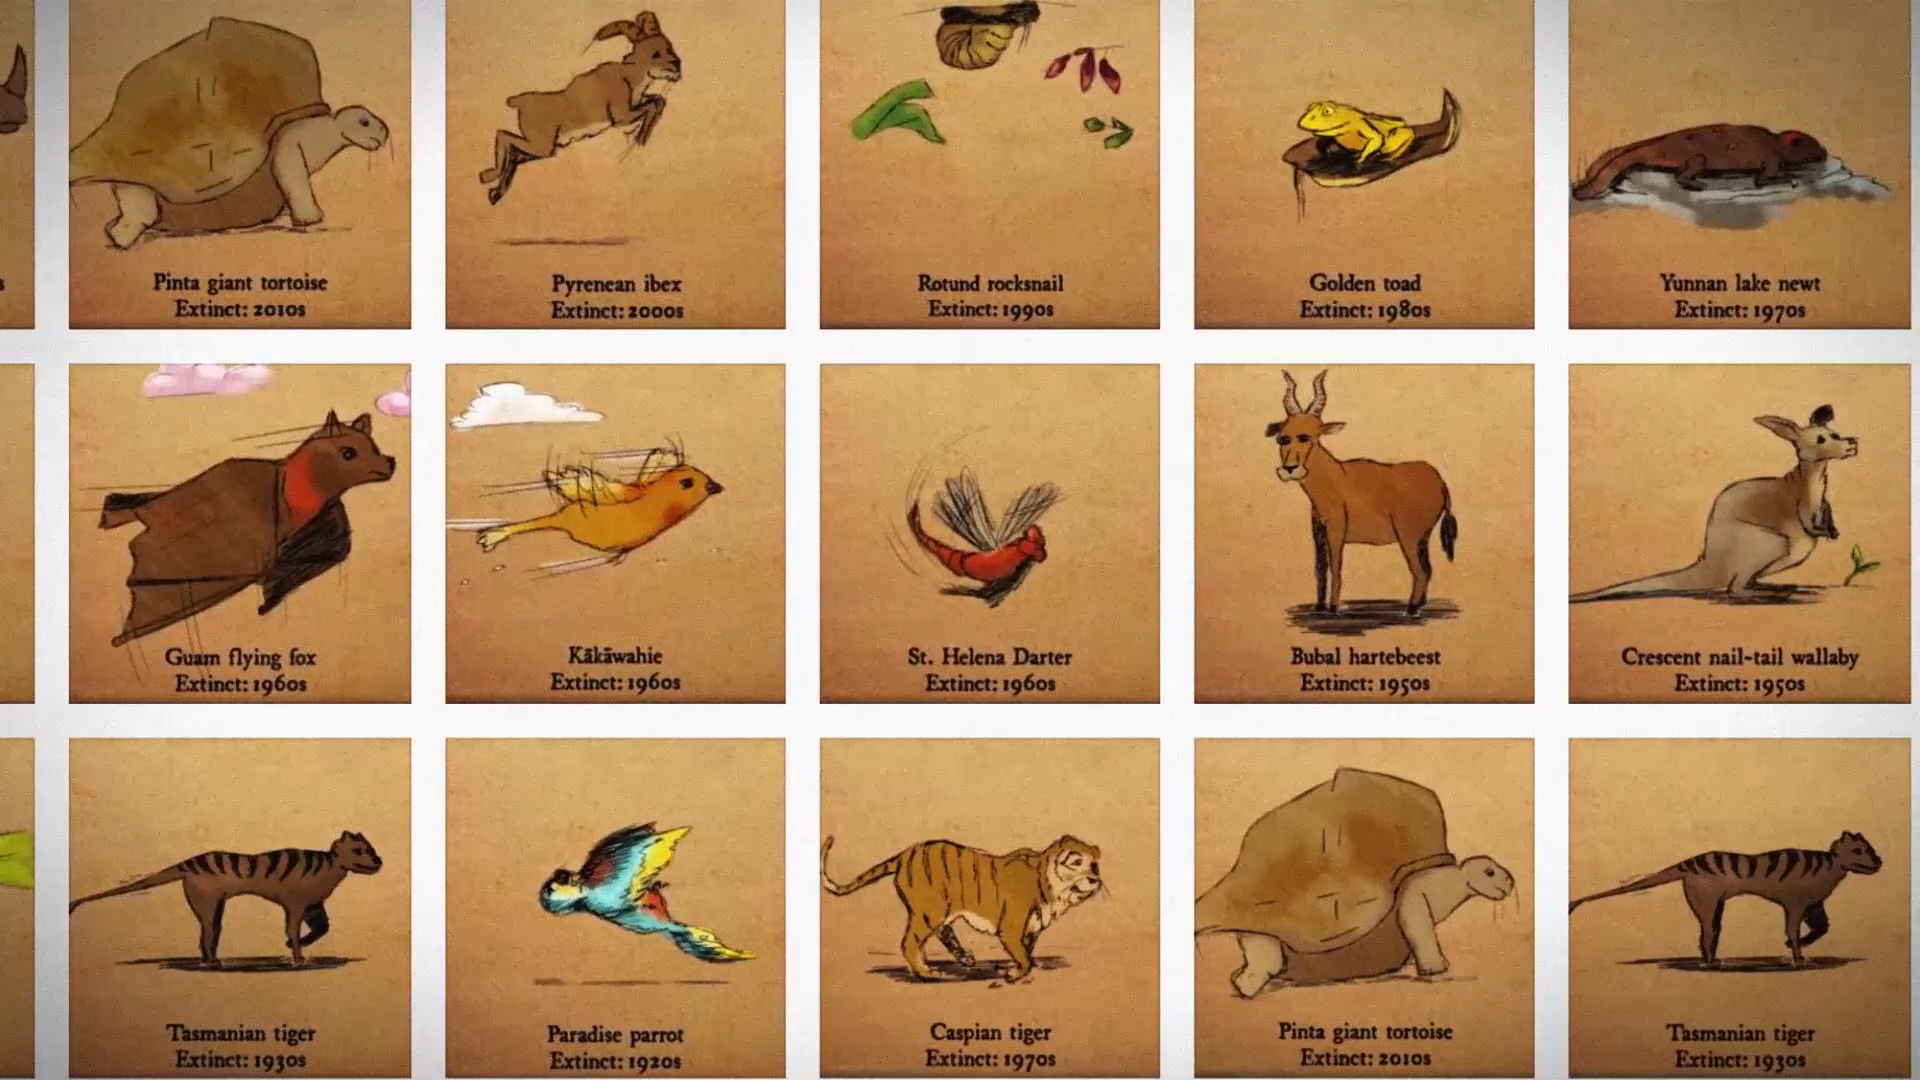 s
Pinta giant tortoise
Extinct: 2010s
Pyrenean ibex
Extinct: 2000s
Rotund rocksnail
Extinct: 1990s
Golden toad
Extinct: 1980s
Yunnan lake newt
Extinct: 1970s
Guam flying fox
Extinct: 1960s
Kākāwahie
Extinct: 1960s
St. Helena Darter
Extinct: 1960s
Bubal hartebeest
Extinct: 1950s
Crescent nail-tail wallaby
Extinct: 1950s
Tasmanian tiger
Extinct: 1930s
Paradise parrot
Extinct: 1920s
Caspian tiger
Extinct: 1970s
Pinta giant tortoise
Extinct: 2010s
Tasmanian tiger
Extinct: 1930s